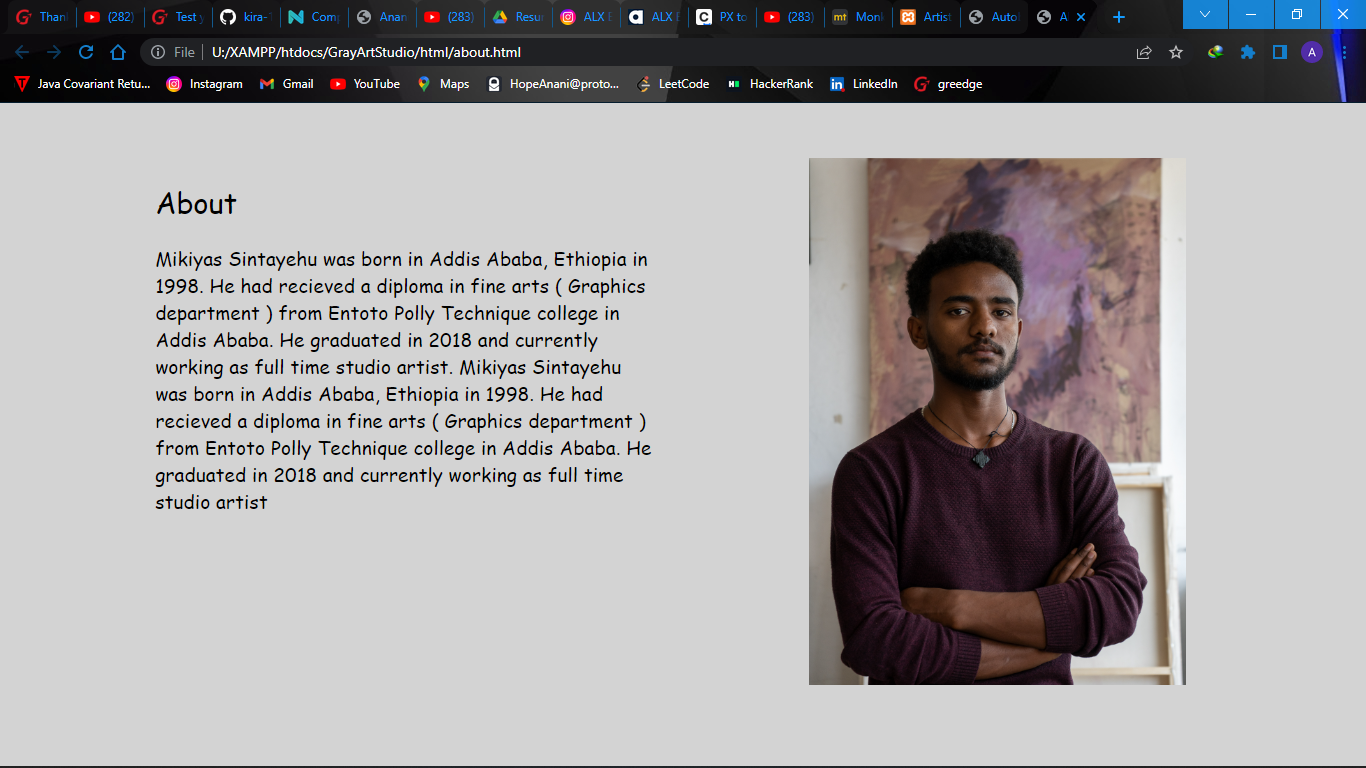 Thani
(282)
Test y
kira-1
Comp
Anan
(283)
Resu
ALX E
ALX E
PX to
(283)
Monk
Artist
Auto
A
File
U:/XAMPP/htdocs/GrayArtStudio/html/about.html
A
Java Covariant Retu...
Instagram
Gmail
YouTube
Maps
HopeAnani@proto...
LeetCode
HackerRank
LinkedIn
greedge
About
Mikiyas Sintayehu was born in Addis Ababa, Ethiopia in
1998. He had recieved a diploma in fine arts ( Graphics
department ) from Entoto Polly Technique college in
Addis Ababa. He graduated in 2018 and currently
working as full time studio artist. Mikiyas Sintayehu
was born in Addis Ababa, Ethiopia in 1998. He had
recieved a diploma in fine arts ( Graphics department )
from Entoto Polly Technique college in Addis Ababa. He
graduated in 2018 and currently working as full time
studio artist